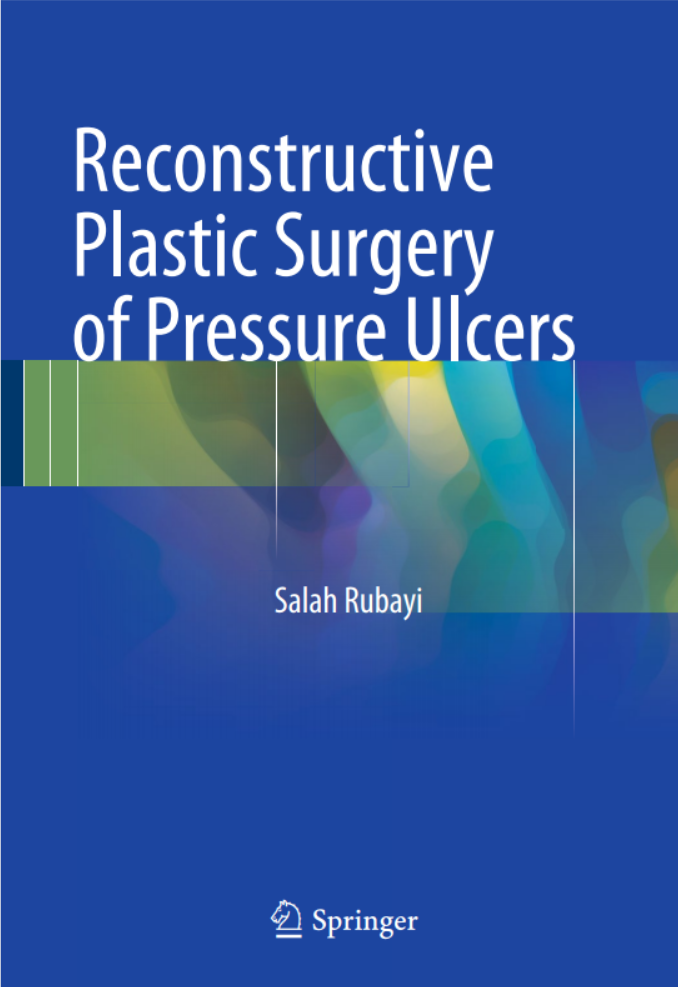 Reconstructive
Plastic Surgery
of Pressure Ulcers
Salah Rubayi
Springer